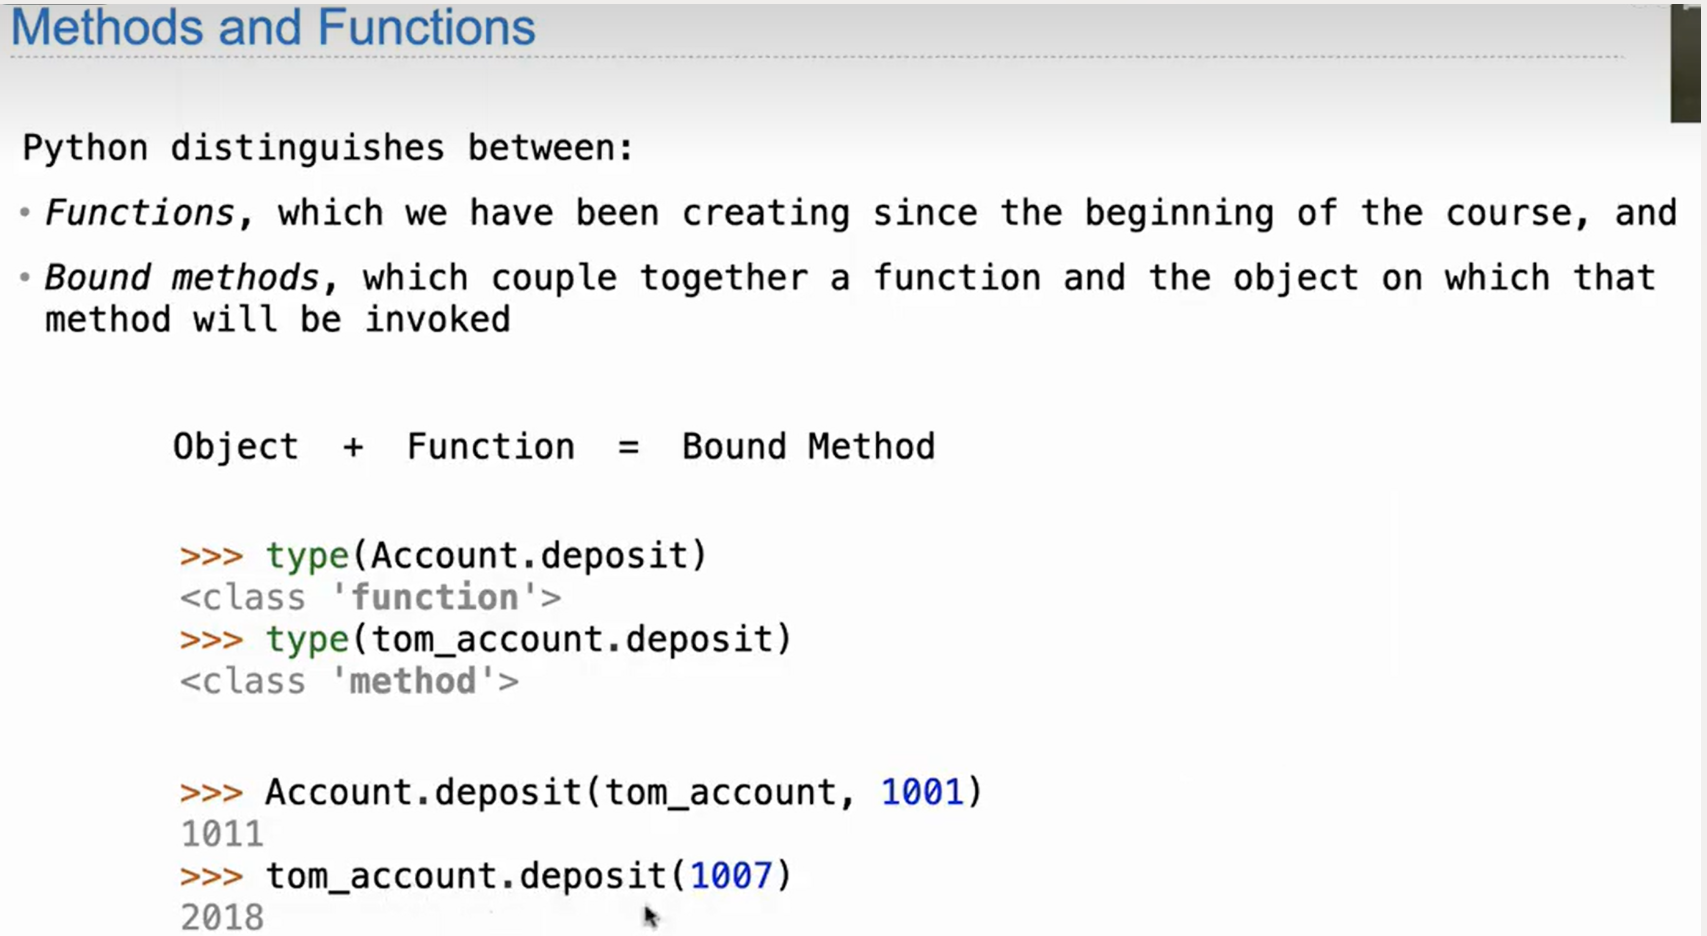 Methods and Functions
Python distinguishes between:
• Functions, which we have been creating since the beginning of the course, and
• Bound methods, which couple together a function and the object on which that
method will be invoked
Object + Function = Bound Method
>>> type(Account.deposit)
<class 'function'>
>>> type(tom_account.deposit)
<class 'method'>
>>> Account.deposit(tom_account, 1001)
1011
>>> tom_account.deposit(1007)
2018